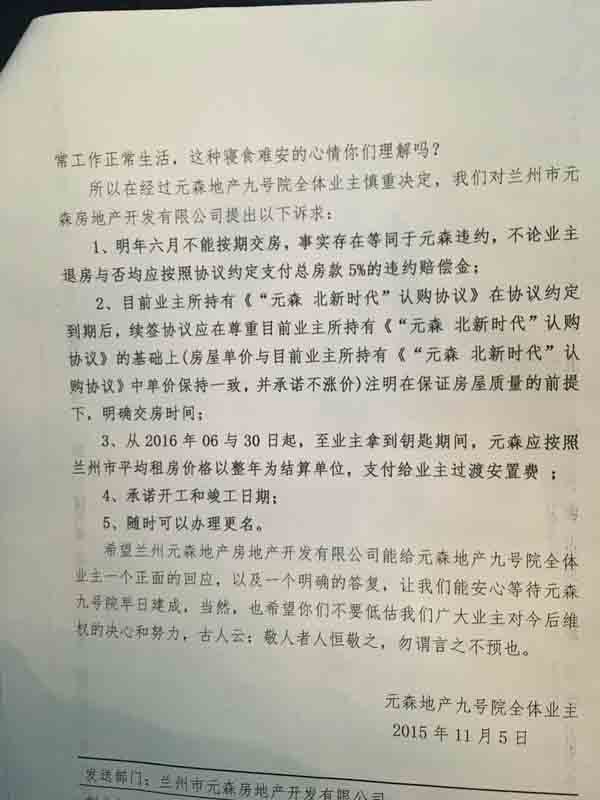 常工作正常生活，这种寝食难安的心情你们理解吗？
所以在经过元森地产九号院全体业主慎重决定，我们对兰州市元
森房地产开发有限公司提出以下诉求：
1、明年六月不能按期交房，事实存在等同于元森违约，不论业主
退房与否均应按照协议约定支付总房款5%的违约赔偿金；
2、目前业主所持有《“元森 北新时代”认购协议》在协议约定
到期后，续签协议应在尊重目前业主所持有《“元森 北新时代”认购
协议》的基础上(房屋单价与目前业主所持有《“元森 北新时代”认
购协议》中单价保持一致，并承诺不涨价)注明在保证房屋质量的前提
下，明确交房时间；
3、从2016年06与30日起，至业主拿到钥匙期间，元森应按照
兰州市平均租房价格以整年为结算单位，支付给业主过渡安置费；
4、承诺开工和竣工日期；
5、随时可以办理更名。
希望兰州元森地产房地产开发有限公司能给元森地产九号院全体
业主一个正面的回应，以及一个明确的答复，让我们能安心等待元森
九号院早日建成，当然，也希望你们不要低估我们广大业主对今后维
权的决心和努力，古人云：敬人者人恒敬之，勿谓言之不预也。
元森地产九号院全体业主
2015年11月5日
发送部门：兰州市元森房地产开发有限公司